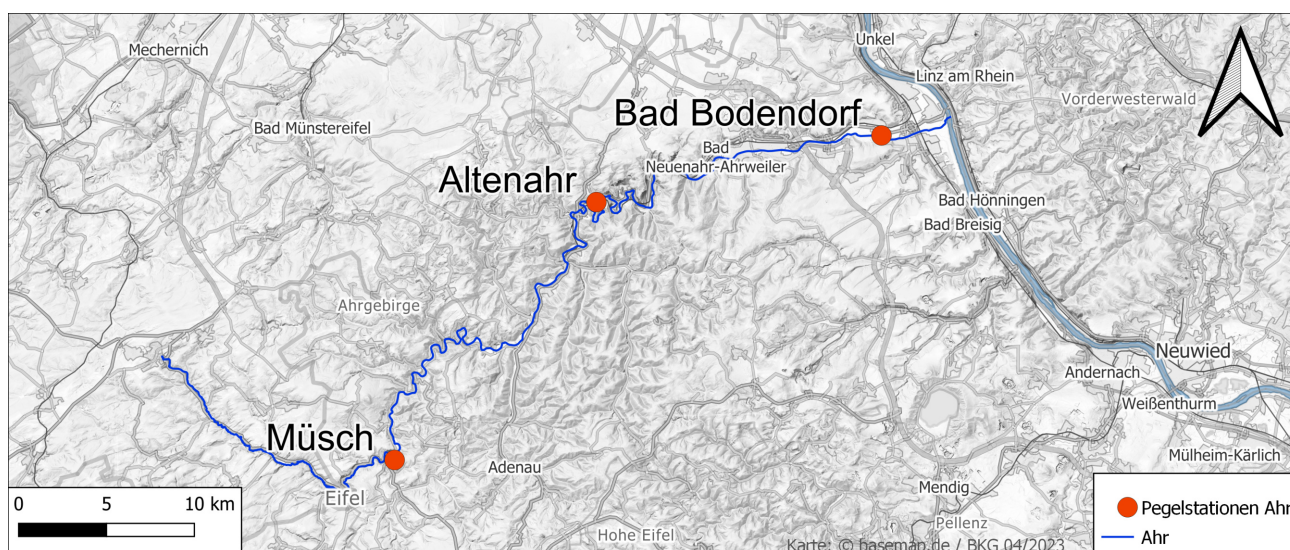 Unkel
Mechernich
Linz am Rhein
Vorderwesterwald
Bad Bodendorf
Bad Münstereifel
Bad
Neuenahr-Ahrweiler
Altenahr
Bad Hönningen
Bad Breisig
Ahrgebirge
Neuwied
Andernach
Weißenthurm
Müsch
Mülheim-Kärlich
Adenau
Eifel
Mendig
0 5 10 km
Pellenz
Hohe Eifel
Pegelstationen Ahr
Ahr
Karte: © basemap.de / BKG 04/2023